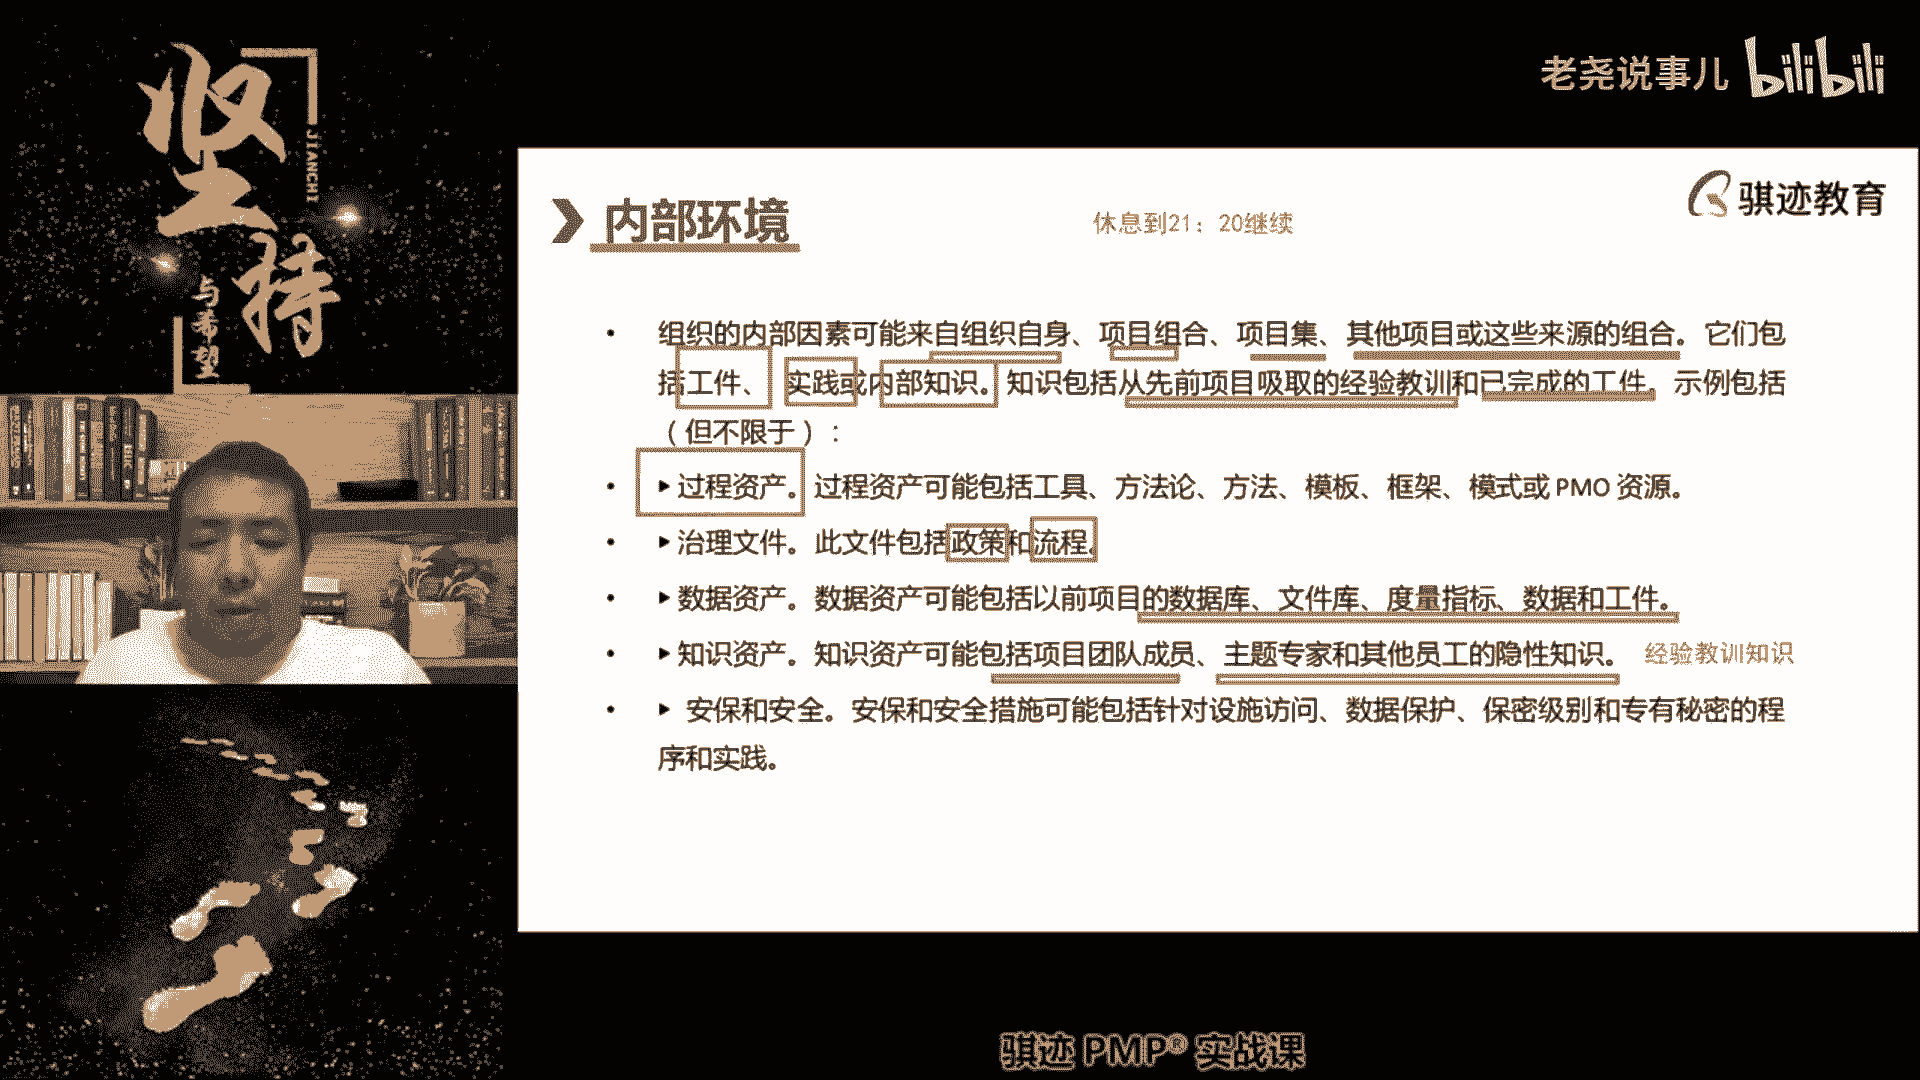 坚持
JIANCHI
与希望
老尧说事儿 bilibili
骐迹教育
内部环境
休息到21：20继续
• 组织的内部因素可能来自组织自身、项目组合、项目集、其他项目或这些来源的组合。它们包
括工件、实践或内部知识。知识包括从先前项目吸取的经验教训和已完成的工件。示例包括
（但不限于）：
• ▶过程资产。过程资产可能包括工具、方法论、方法、模板、框架、模式或 PMO 资源。
• ▶治理文件。此文件包括政策和流程。
• ▶数据资产。数据资产可能包括以前项目的数据库、文件库、度量指标、数据和工件。
• ▶知识资产。知识资产可能包括项目团队成员、主题专家和其他员工的隐性知识。 经验教训知识
• ▶ 安保和安全。安保和安全措施可能包括针对设施访问、数据保护、保密级别和专有秘密的程
序和实践。
骐迹 PMP® 实战课